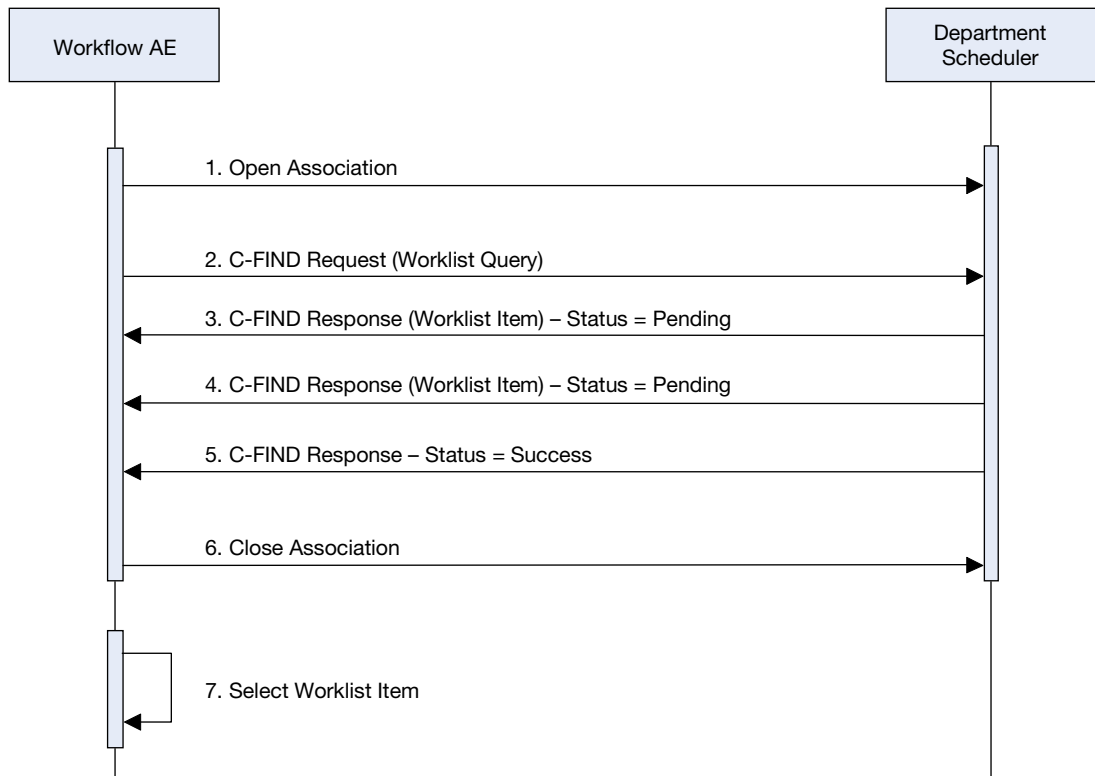 Workflow AE
Department
Scheduler
1. Open Association
2. C-FIND Request (Worklist Query)
3. C-FIND Response (Worklist Item) – Status = Pending
4. C-FIND Response (Worklist Item) – Status = Pending
5. C-FIND Response – Status = Success
6. Close Association
7. Select Worklist Item